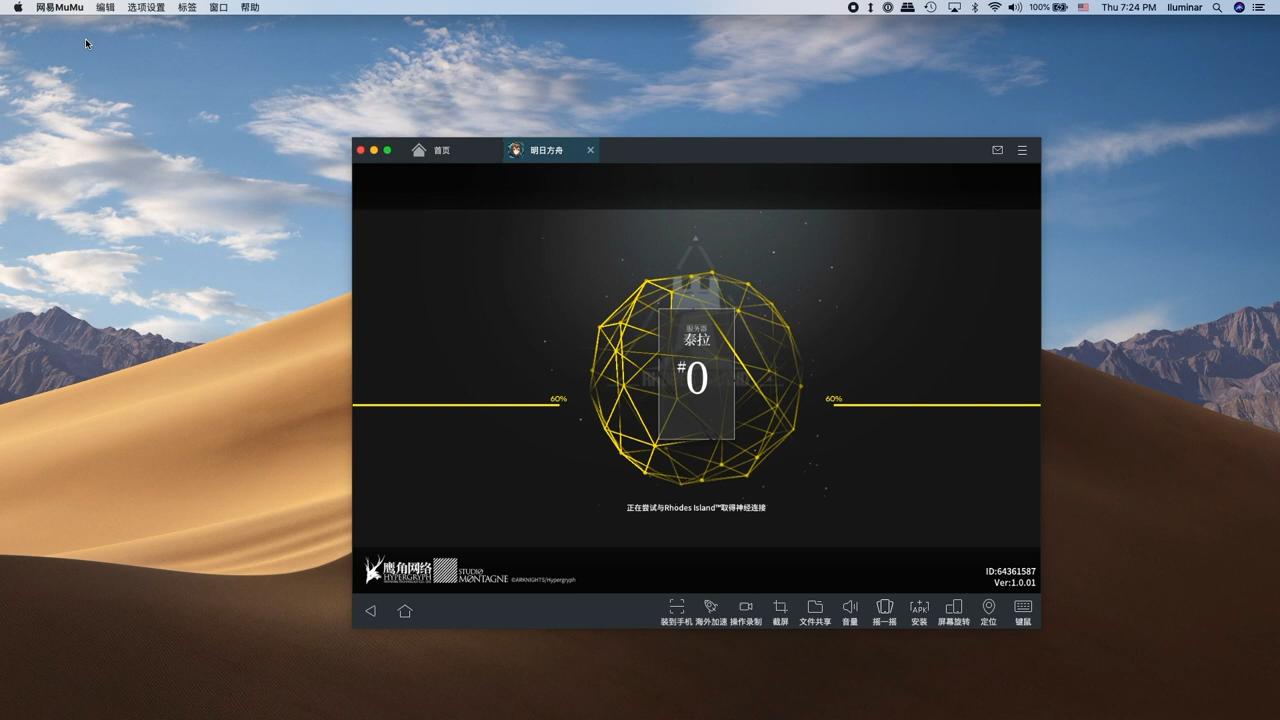 网易MuMu 编辑 选项设置 标签 窗口 帮助 100% Thu 7:24 PM Iluminar
首页 明日方舟
服务器
泰拉
#0
60% 60%
正在尝试与Rhodes Island™取得神经连接
鹰角网络
HYPERGRYPH
STUDIO
MØNTAGNE ©ARKNIGHTS/Hypergryph
ID:64361587
Ver:1.0.01
APK
装到手机 海外加速 操作录制 截屏 文件共享 音量 摇一摇 安装 屏幕旋转 定位 键鼠